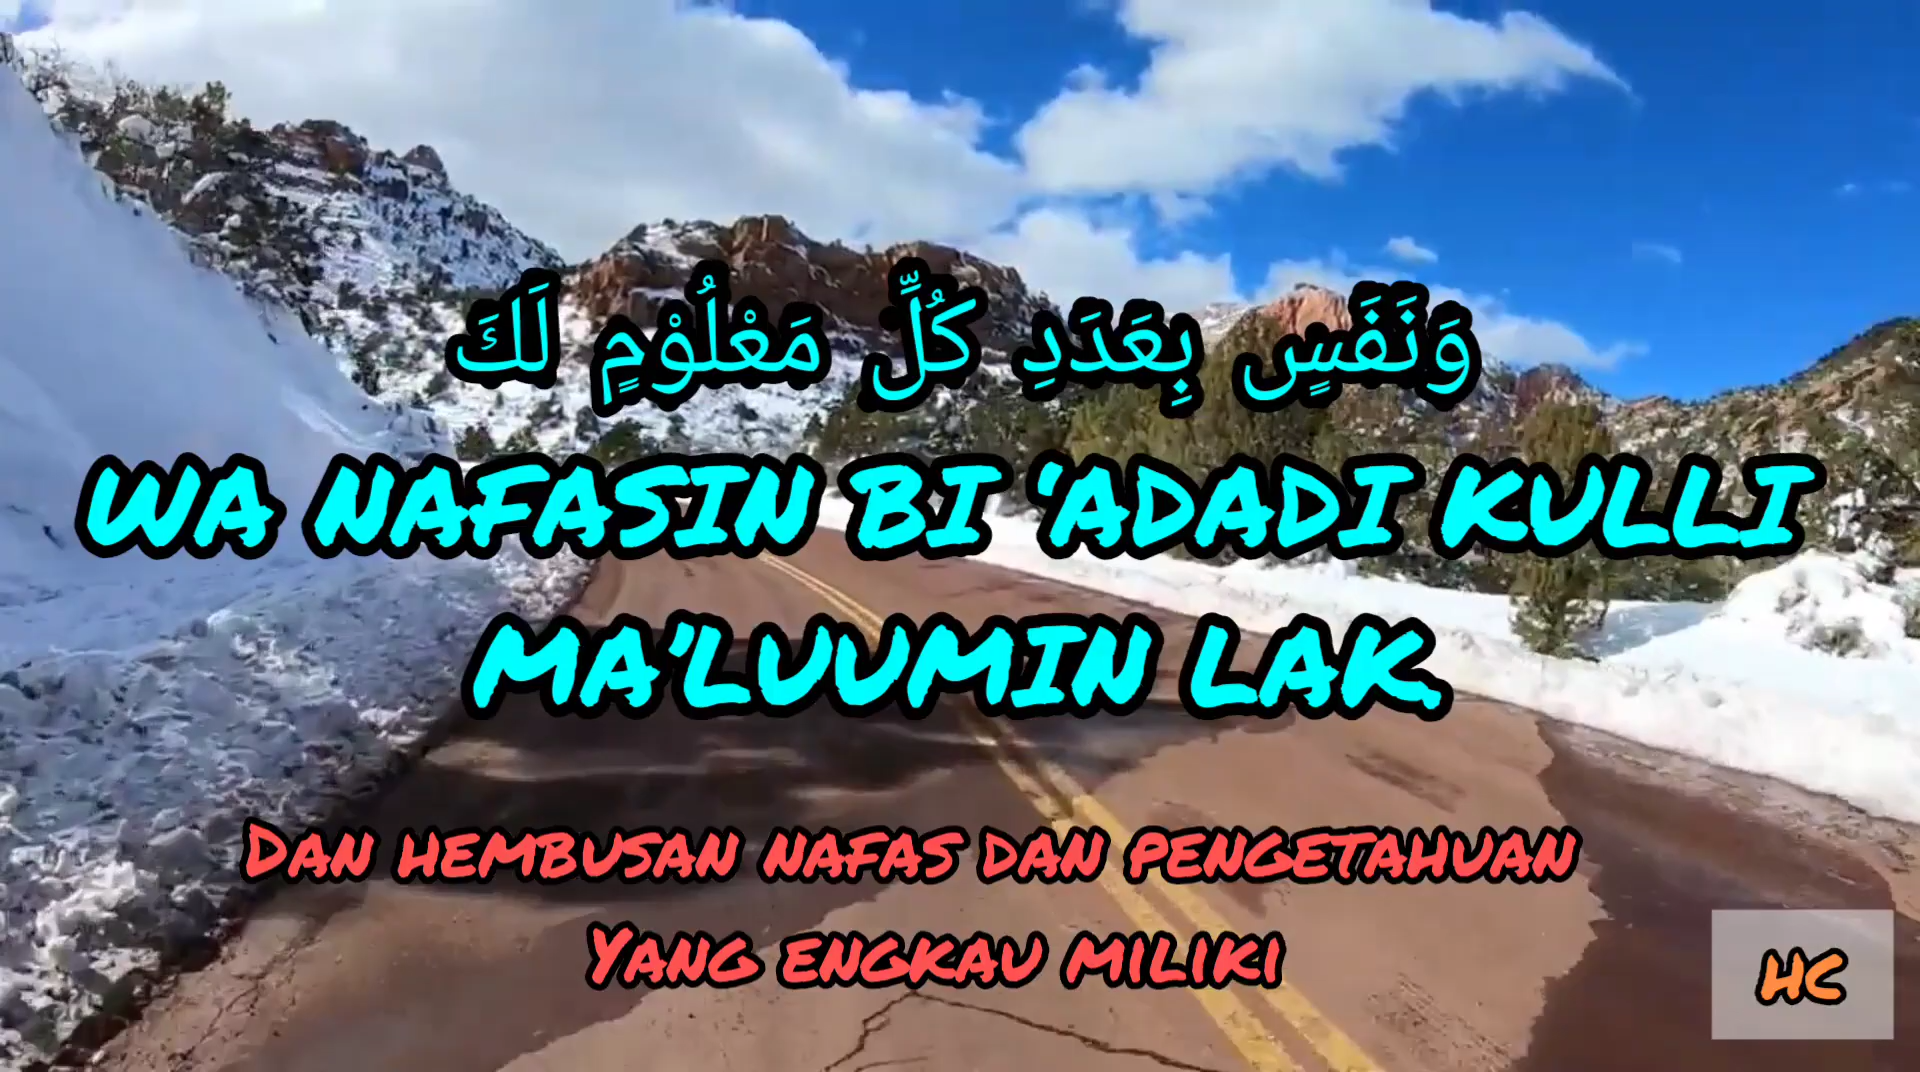 وَنَفَسٍ بِعَدَدِ كُلِّ مَعْلُوْمٍ لَكَ
WA NAFASIN BI ‘ADADI KULLI
MA’LUUMIN LAK.
DAN HEMBUSAN NAFAS DAN PENGETAHUAN
YANG ENGKAU MILIKI
HC